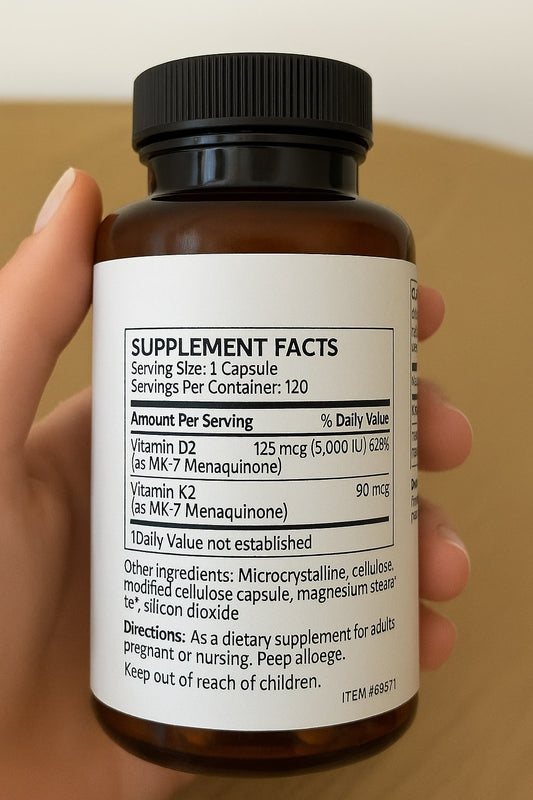 SUPPLEMENT FACTS
Serving SIze: 1 Capsule
Servings Per Container: 120
Amount Per Serving % Daily Value
Vitamin D2 125 mcg (5,000 IU) 628%
(as MK-7 Menaquinone)
Vitamin K2 90 mcg
(as MK-7 Menaquinone)
1Daily Value not established
Other ingredients: Microcrystalline, cellulose,
modified cellulose capsule, magnesium steara'
te*, silicon dioxide
Directions: As a dietary supplement for adults
pregnant or nursing. Peep alloege.
Keep out of reach of children.
ITEM #69571